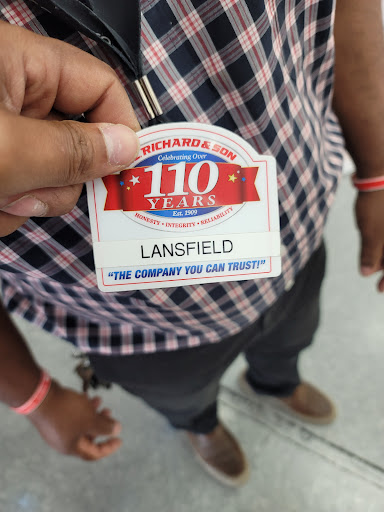 RICHARD & SON
Celebrating Over
110
YEARS
Est. 1909
HONESTY • INTEGRITY • RELIABILITY
LANSFIELD
"THE COMPANY YOU CAN TRUST!"